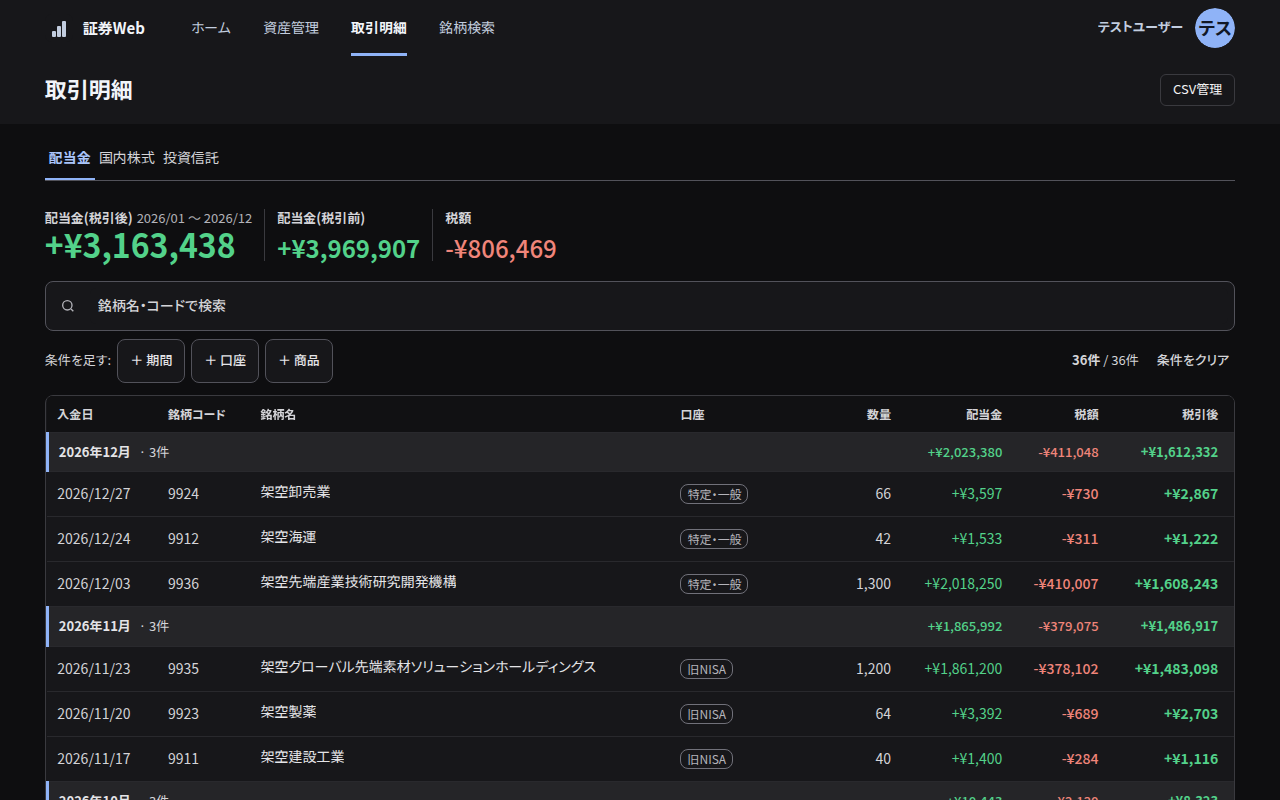 証券Web ホーム 資産管理 取引明細 銘柄検索 テストユーザー テス
取引明細 CSV管理
配当金 国内株式 投資信託
配当金(税引後) 2026/01 〜 2026/12 配当金(税引前) 税額
+¥3,163,438 +¥3,969,907 -¥806,469
銘柄名・コードで検索
条件を足す: ＋ 期間 ＋ 口座 ＋ 商品 36件 / 36件 条件をクリア
入金日 銘柄コード 銘柄名 口座 数量 配当金 税額 税引後
2026年12月 · 3件 +¥2,023,380 -¥411,048 +¥1,612,332
2026/12/27 9924 架空卸売業 特定・一般 66 +¥3,597 -¥730 +¥2,867
2026/12/24 9912 架空海運 特定・一般 42 +¥1,533 -¥311 +¥1,222
2026/12/03 9936 架空先端産業技術研究開発機構 特定・一般 1,300 +¥2,018,250 -¥410,007 +¥1,608,243
2026年11月 · 3件 +¥1,865,992 -¥379,075 +¥1,486,917
2026/11/23 9935 架空グローバル先端素材ソリューションホールディングス 旧NISA 1,200 +¥1,861,200 -¥378,102 +¥1,483,098
2026/11/20 9923 架空製薬 旧NISA 64 +¥3,392 -¥689 +¥2,703
2026/11/17 9911 架空建設工業 旧NISA 40 +¥1,400 -¥284 +¥1,116
2026年10月 · 3件